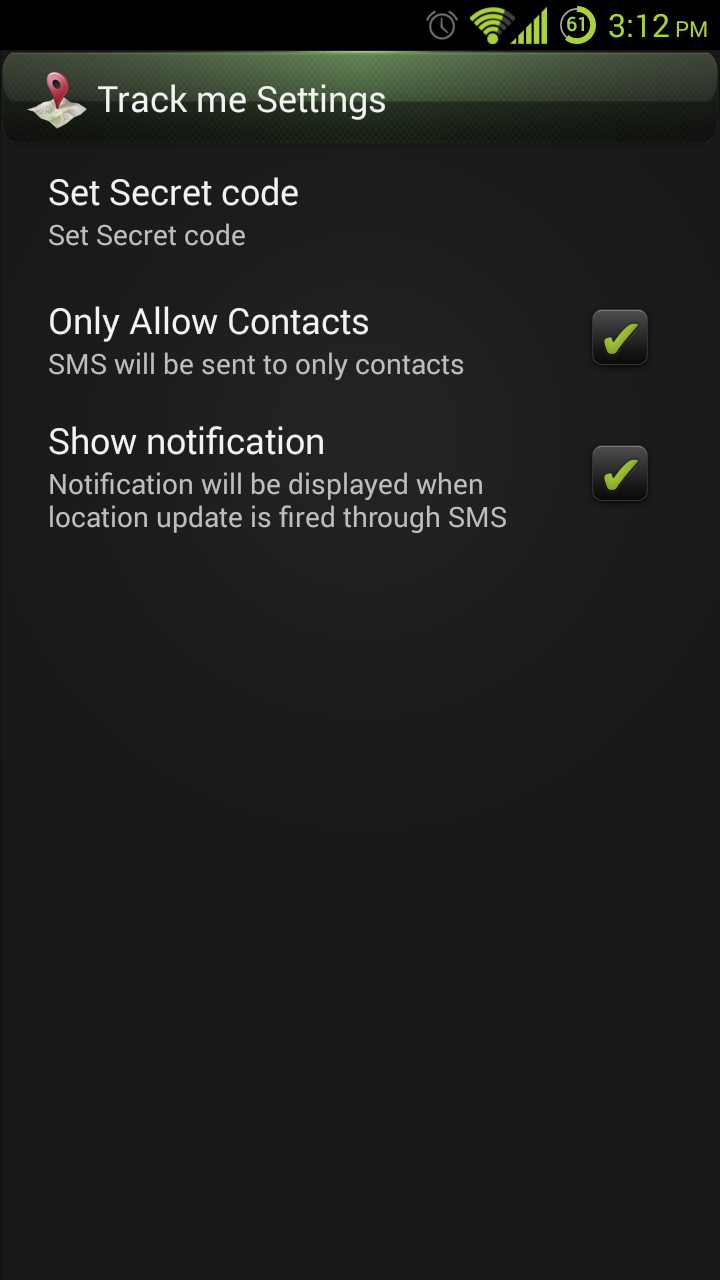 61 3:12 PM
Track me Settings
Set Secret code
Set Secret code
Only Allow Contacts
SMS will be sent to only contacts
Show notification
Notification will be displayed when
location update is fired through SMS